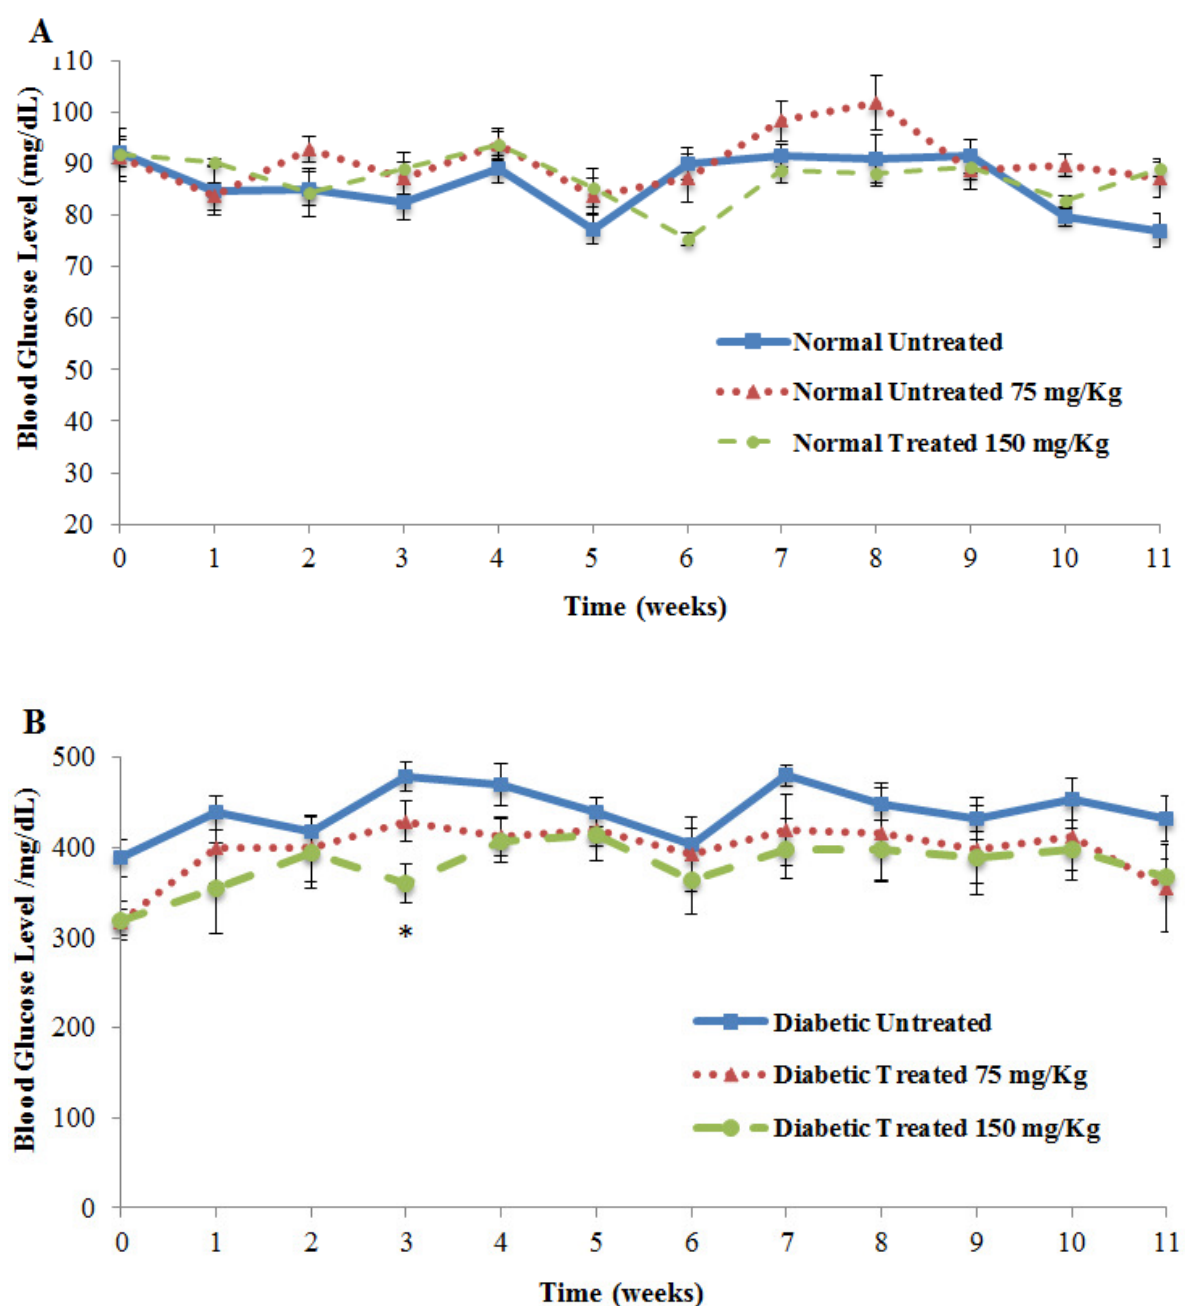 A
110
100
90
80
70
60
50
40
30
20
Blood Glucose Level (mg/dL)
Normal Untreated
Normal Untreated 75 mg/Kg
Normal Treated 150 mg/Kg
0 1 2 3 4 5 6 7 8 9 10 11
Time (weeks)
B
500
400
300
200
100
0
Blood Glucose Level /mg/dL)
*
Diabetic Untreated
Diabetic Treated 75 mg/Kg
Diabetic Treated 150 mg/Kg
0 1 2 3 4 5 6 7 8 9 10 11
Time (weeks)